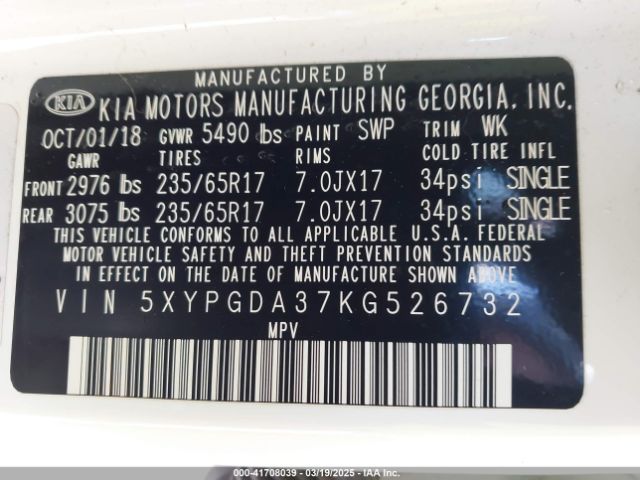 MANUFACTURED BY
KIA KIA MOTORS MANUFACTURING GEORGIA, INC.
OCT/01/18 GVWR 5490 lbs PAINT SWP TRIM WK
GAWR TIRES RIMS COLD TIRE INFL
FRONT 2976 lbs 235/65R17 7.0JX17 34psi SINGLE
REAR 3075 lbs 235/65R17 7.0JX17 34psi SINGLE
THIS VEHICLE CONFORMS TO ALL APPLICABLE U.S.A. FEDERAL
MOTOR VEHICLE SAFETY AND THEFT PREVENTION STANDARDS
IN EFFECT ON THE DATE OF MANUFACTURE SHOWN ABOVE.
VIN 5XYPGDA37KG526732
MPV
000-41708039 - 03/19/2025 - IAA Inc.